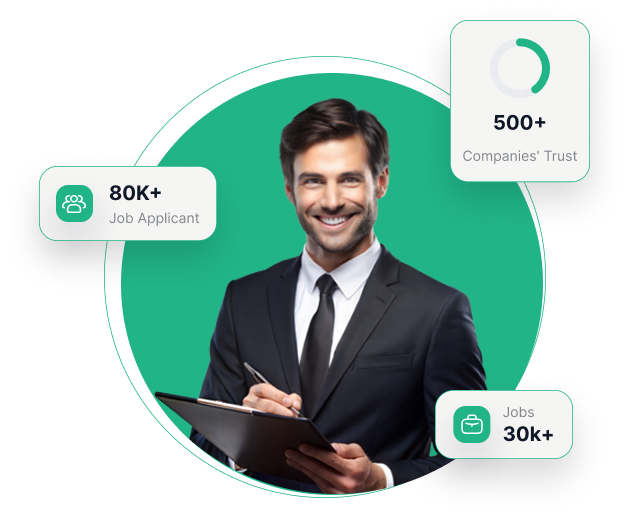 500+
Companies' Trust
80K+
Job Applicant
Jobs
30k+